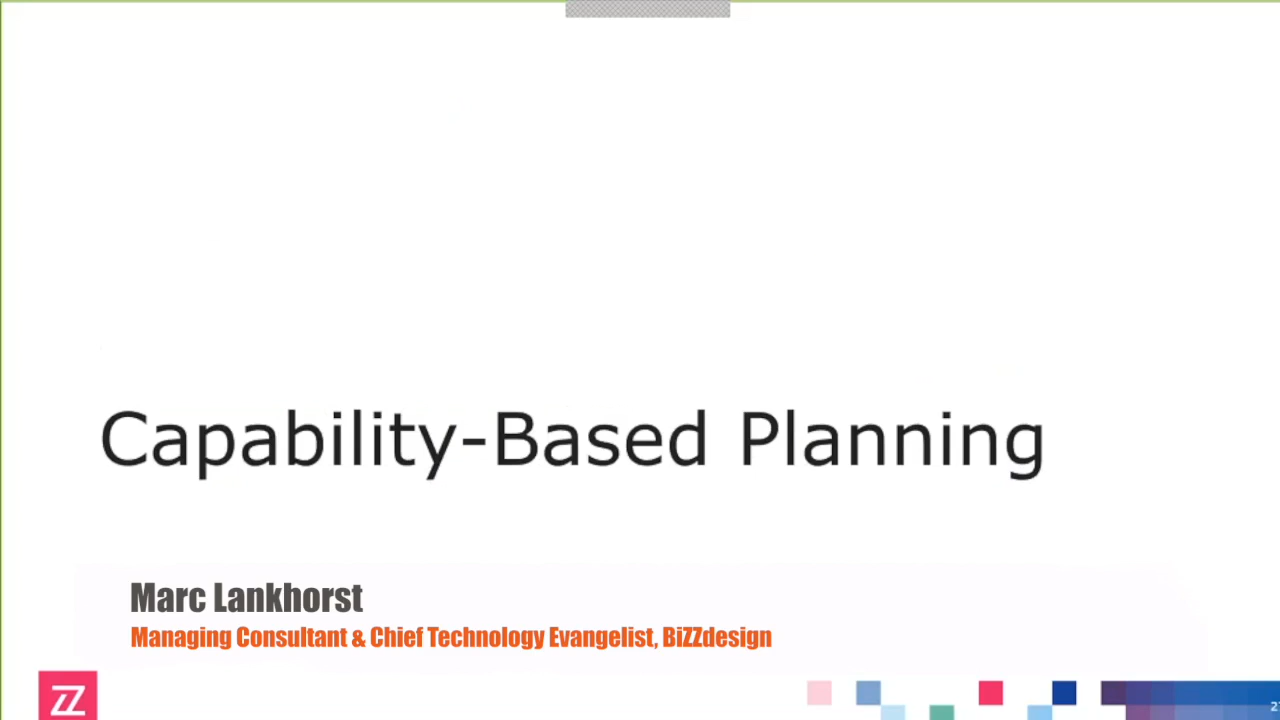 Capability-Based Planning
Marc Lankhorst
Managing Consultant & Chief Technology Evangelist, BiZZdesign